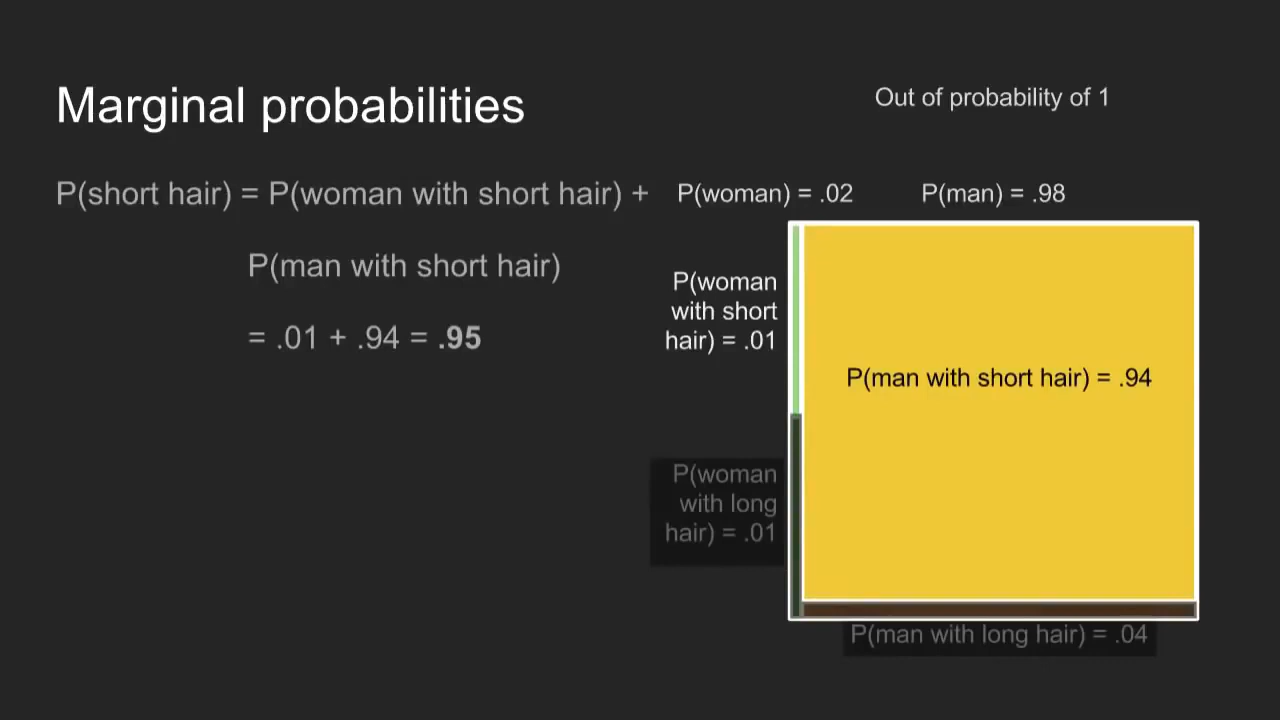 Marginal probabilities
Out of probability of 1
P(short hair) = P(woman with short hair) +
P(man with short hair)
= .01 + .94 = .95
P(woman) = .02
P(man) = .98
P(woman
with short
hair) = .01
P(man with short hair) = .94
P(woman
with long
hair) = .01
P(man with long hair) = .04